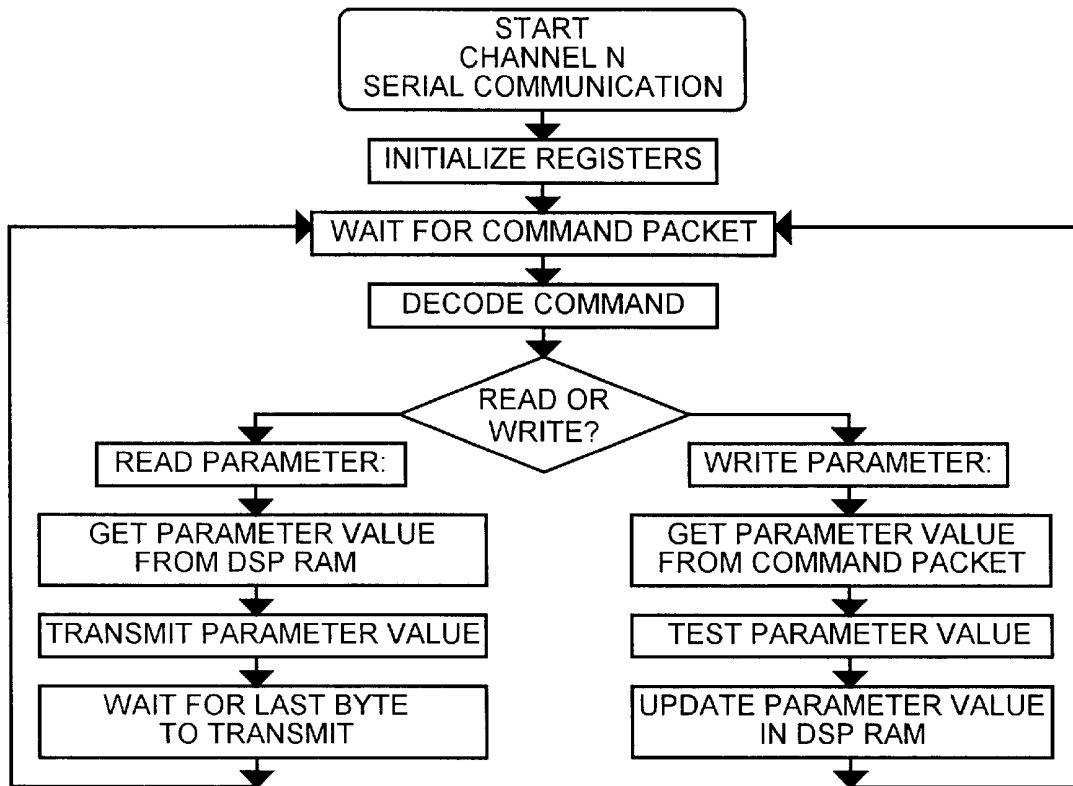 START
CHANNEL N
SERIAL COMMUNICATION
INITIALIZE REGISTERS
WAIT FOR COMMAND PACKET
DECODE COMMAND
READ OR
WRITE?
READ PARAMETER:
GET PARAMETER VALUE
FROM DSP RAM
TRANSMIT PARAMETER VALUE
WAIT FOR LAST BYTE
TO TRANSMIT
WRITE PARAMETER:
GET PARAMETER VALUE
FROM COMMAND PACKET
TEST PARAMETER VALUE
UPDATE PARAMETER VALUE
IN DSP RAM